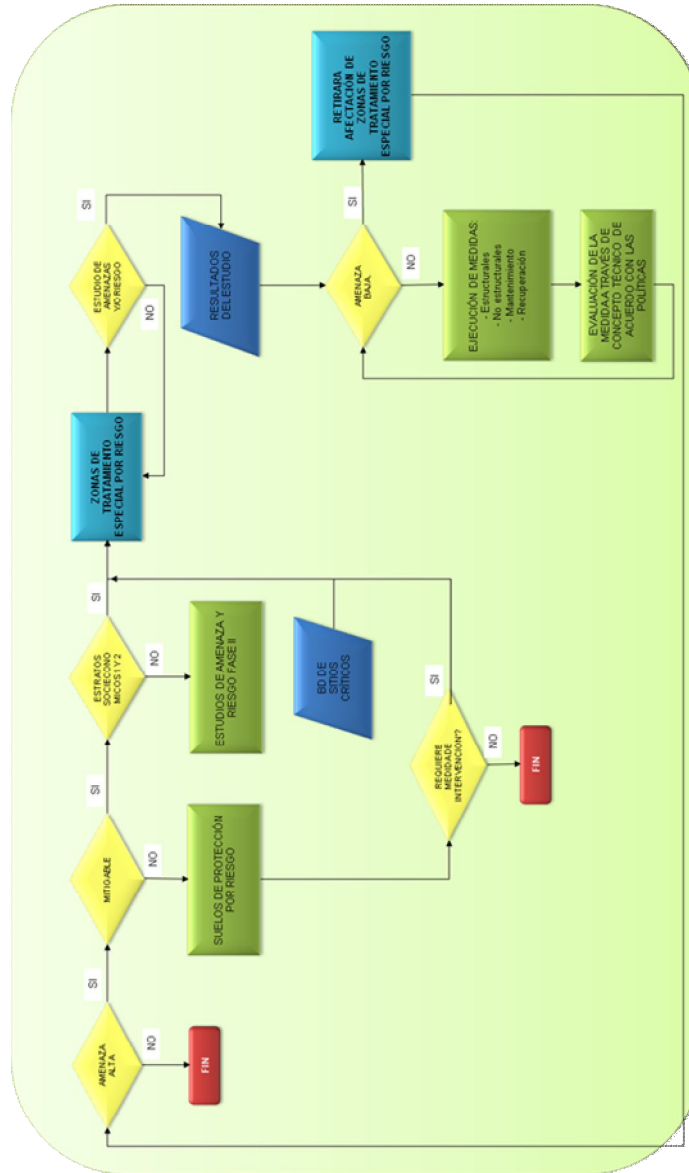 AMENAZA
ALTA
SI
NO
FIN
MITIGABLE
SI
NO
SUELOS DE PROTECCIÓN
POR RIESGO
ESTRATOS
SOCIECONO
MICOS 1 Y 2
SI
NO
ESTUDIOS DE AMENAZA Y
RIESGO FASE II
BD DE
SITIOS
CRÍTICOS
REQUIERE
MEDIDA DE
INTERVENCION"?
SI
NO
FIN
ZONAS DE
TRATAMIENTO
ESPECIAL POR RIESGO
ESTUDIO DE
AMENAZAS
Y/O RIESGO
SI
NO
RESULTADOS
DEL ESTUDIO
AMENAZA
BAJA
SI
NO
RETIRARA
AFECTACIÓN DE
ZONAS DE
TRATAMIENTO
ESPECIAL POR RIESGO
EJECUCIÓN DE MEDIDAS:
- Estructurales
- No estructurales
- Mantenimiento
- Recuperación
EVALUACIÓN DE LA
MEDIDA A TRAVÉS DE
CONCEPTO TÉCNICO DE
ACUERDO CON LAS
POLÍTICAS